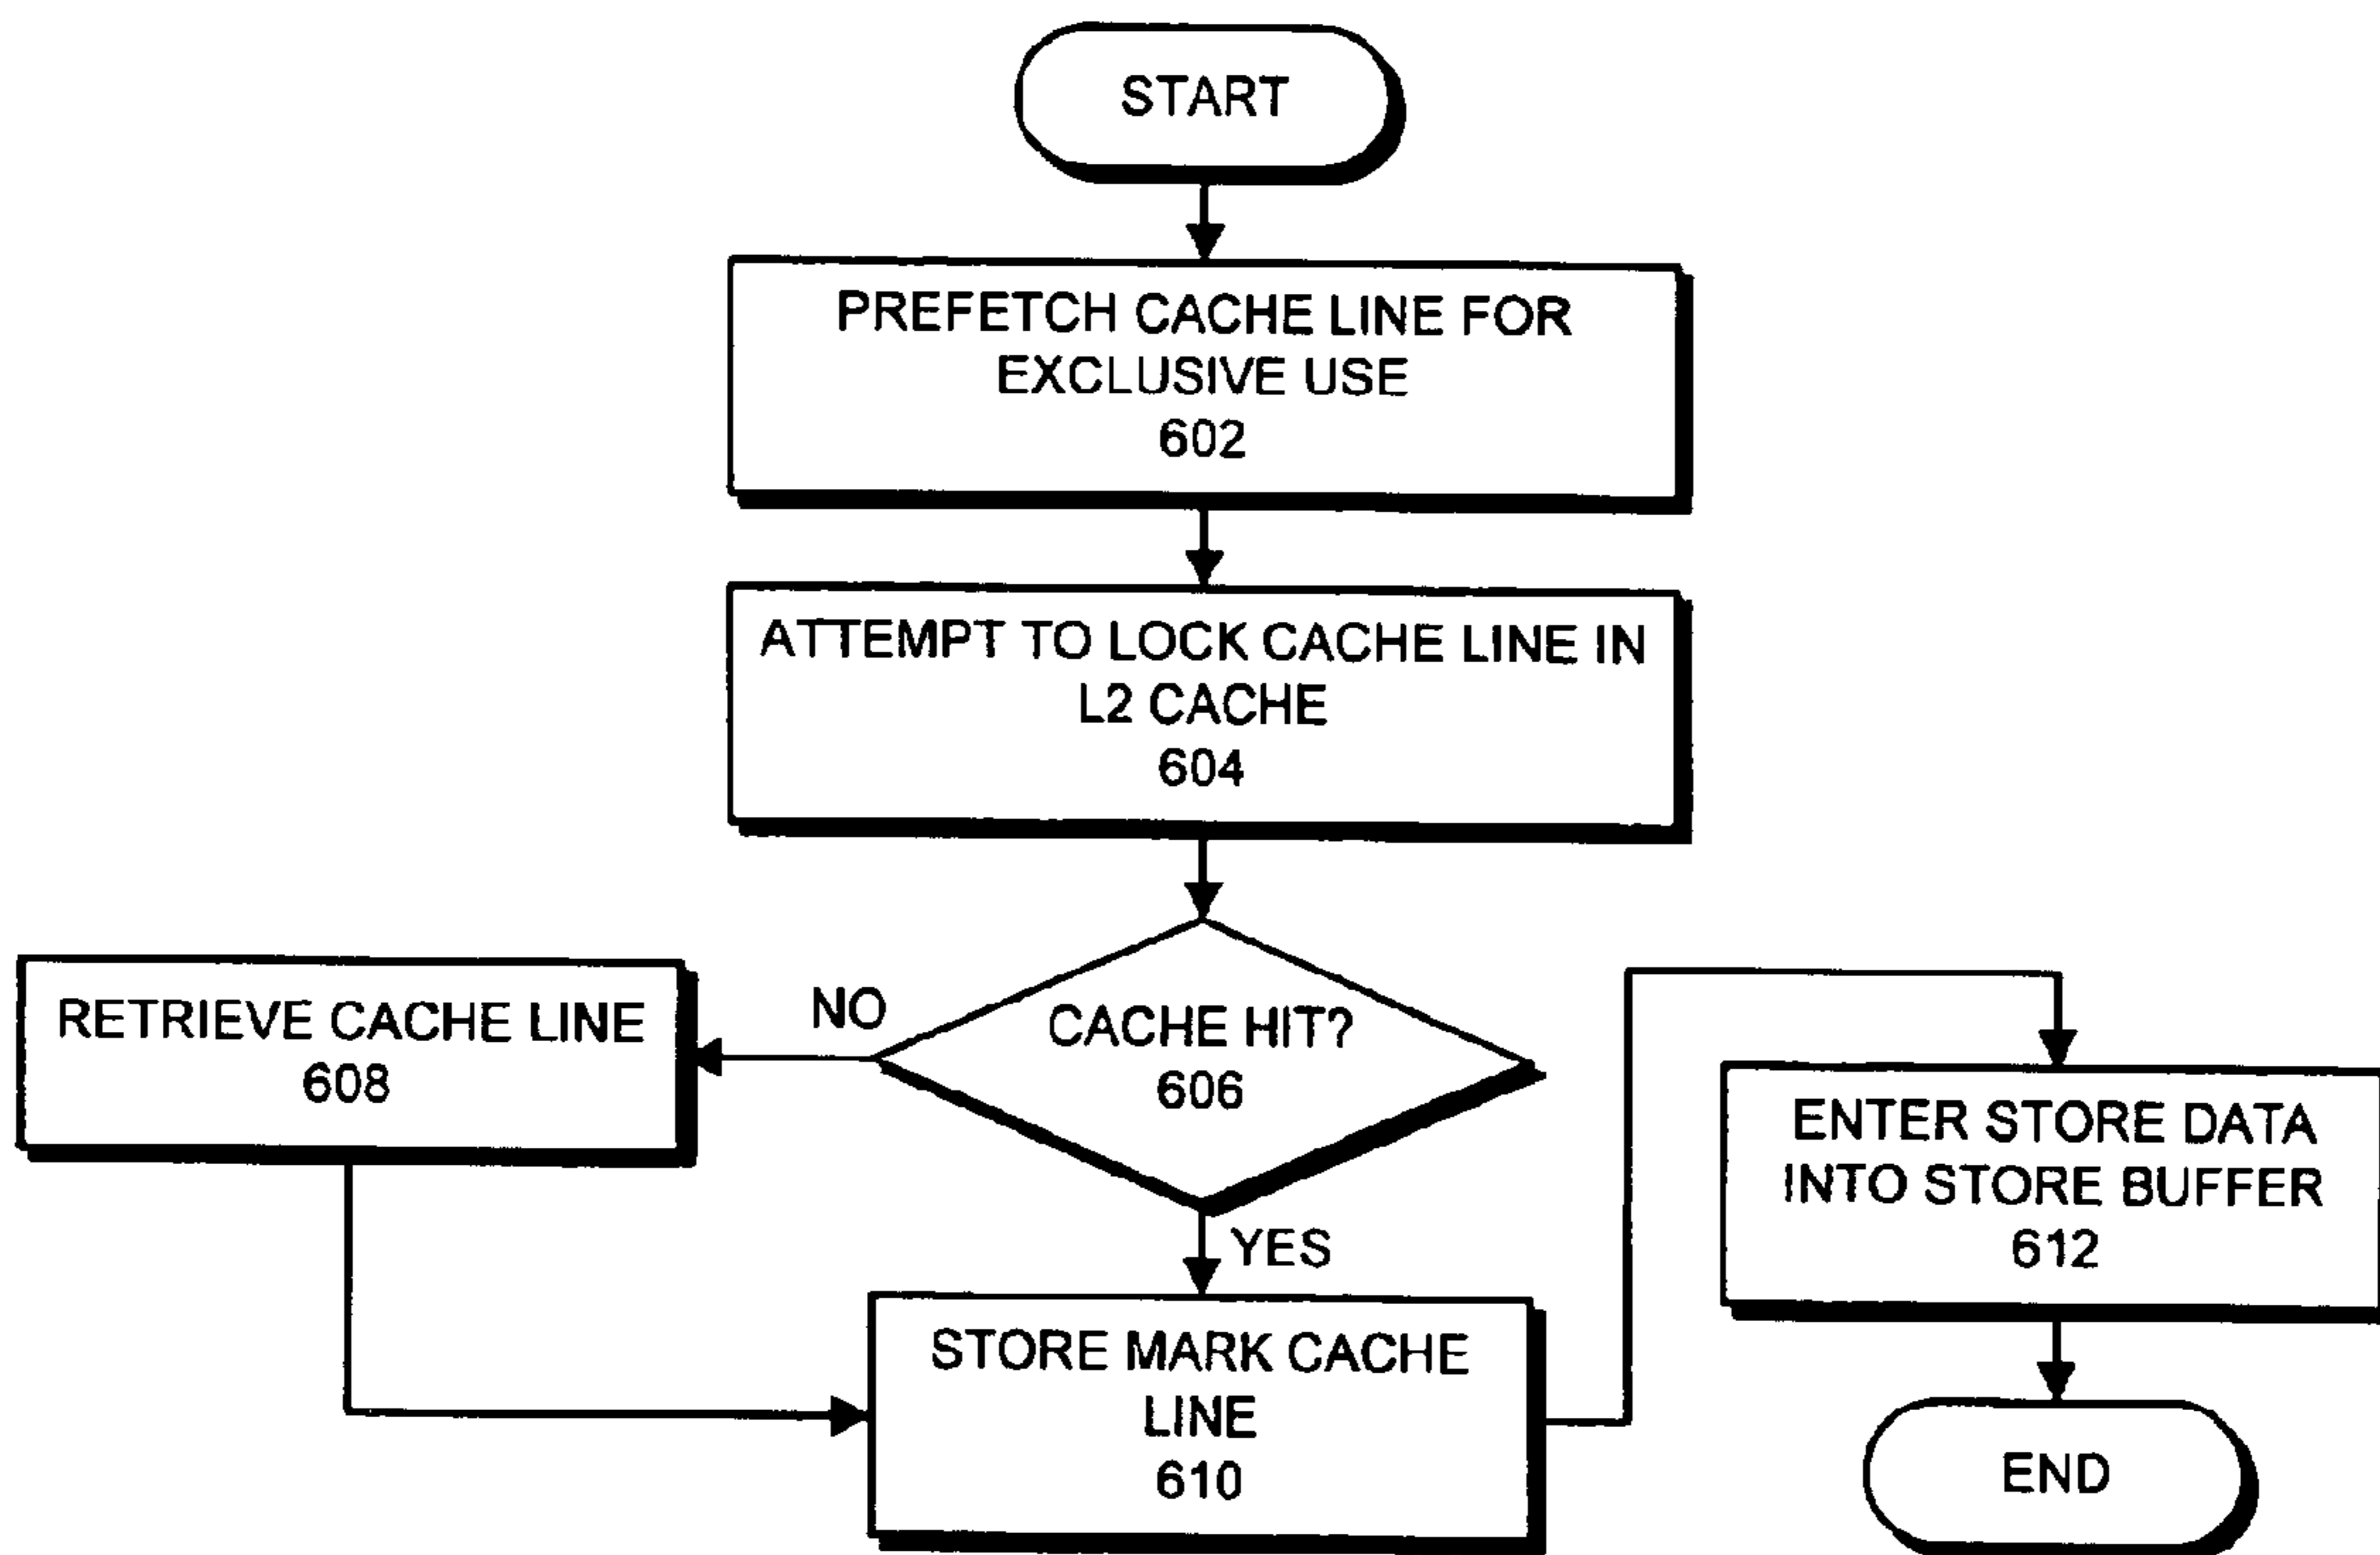 START
PREFETCH CACHE LINE FOR
EXCLUSIVE USE
602
ATTEMPT TO LOCK CACHE LINE IN
L2 CACHE
604
CACHE HIT?
606
NO
RETRIEVE CACHE LINE
608
YES
STORE MARK CACHE
LINE
610
ENTER STORE DATA
INTO STORE BUFFER
612
END